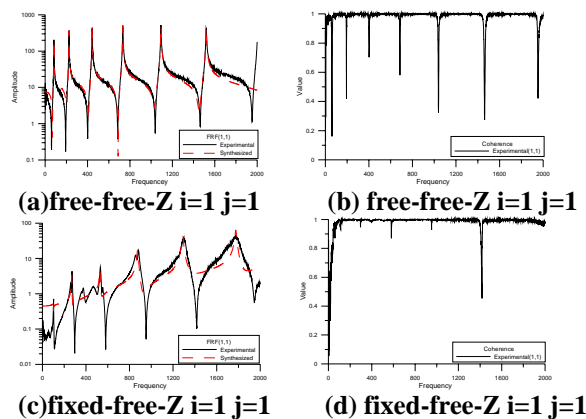 1000
100
10
1
0.1
Amplitude
0 400 800 1200 1600 2000
Frequencey
FRF(1,1)
Experimental
Synthesized
1
0.8
0.6
0.4
0.2
0
Value
0 400 800 1200 1600 2000
Frequency
Coherence
Experimental(1,1)
(a)free-free-Z i=1 j=1
(b) free-free-Z i=1 j=1
100
10
1
0.1
0.01
Amplitude
0 400 800 1200 1600 2000
Frequency
FRF(1,1)
Experimental
Synthesized
1
0.8
0.6
0.4
0.2
0
Value
0 400 800 1200 1600 2000
Frequency
Coherence
Experimental(1,1)
(c)fixed-free-Z i=1 j=1
(d) fixed-free-Z i=1 j=1